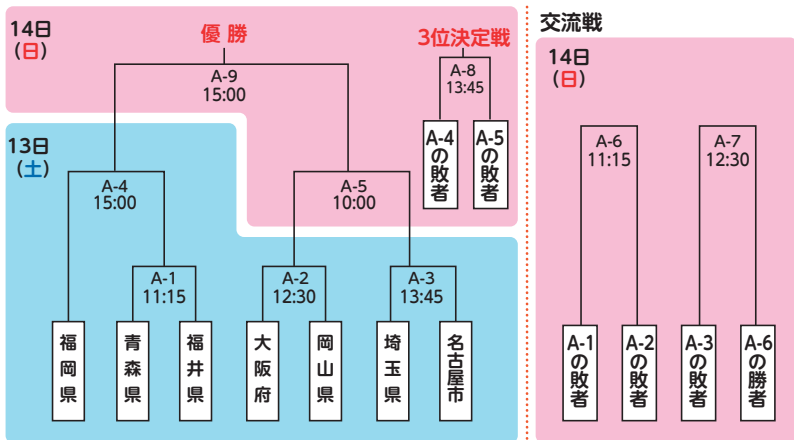 14日
(日)
優 勝
A-9
15:00
3位決定戦
A-8
13:45
A-4の敗者
A-5の敗者
13日
(土)
A-4
15:00
A-5
10:00
A-1
11:15
A-2
12:30
A-3
13:45
福岡県
青森県
福井県
大阪府
岡山県
埼玉県
名古屋市
交流戦
14日
(日)
A-6
11:15
A-7
12:30
A-1の敗者
A-2の敗者
A-3の敗者
A-6の勝者